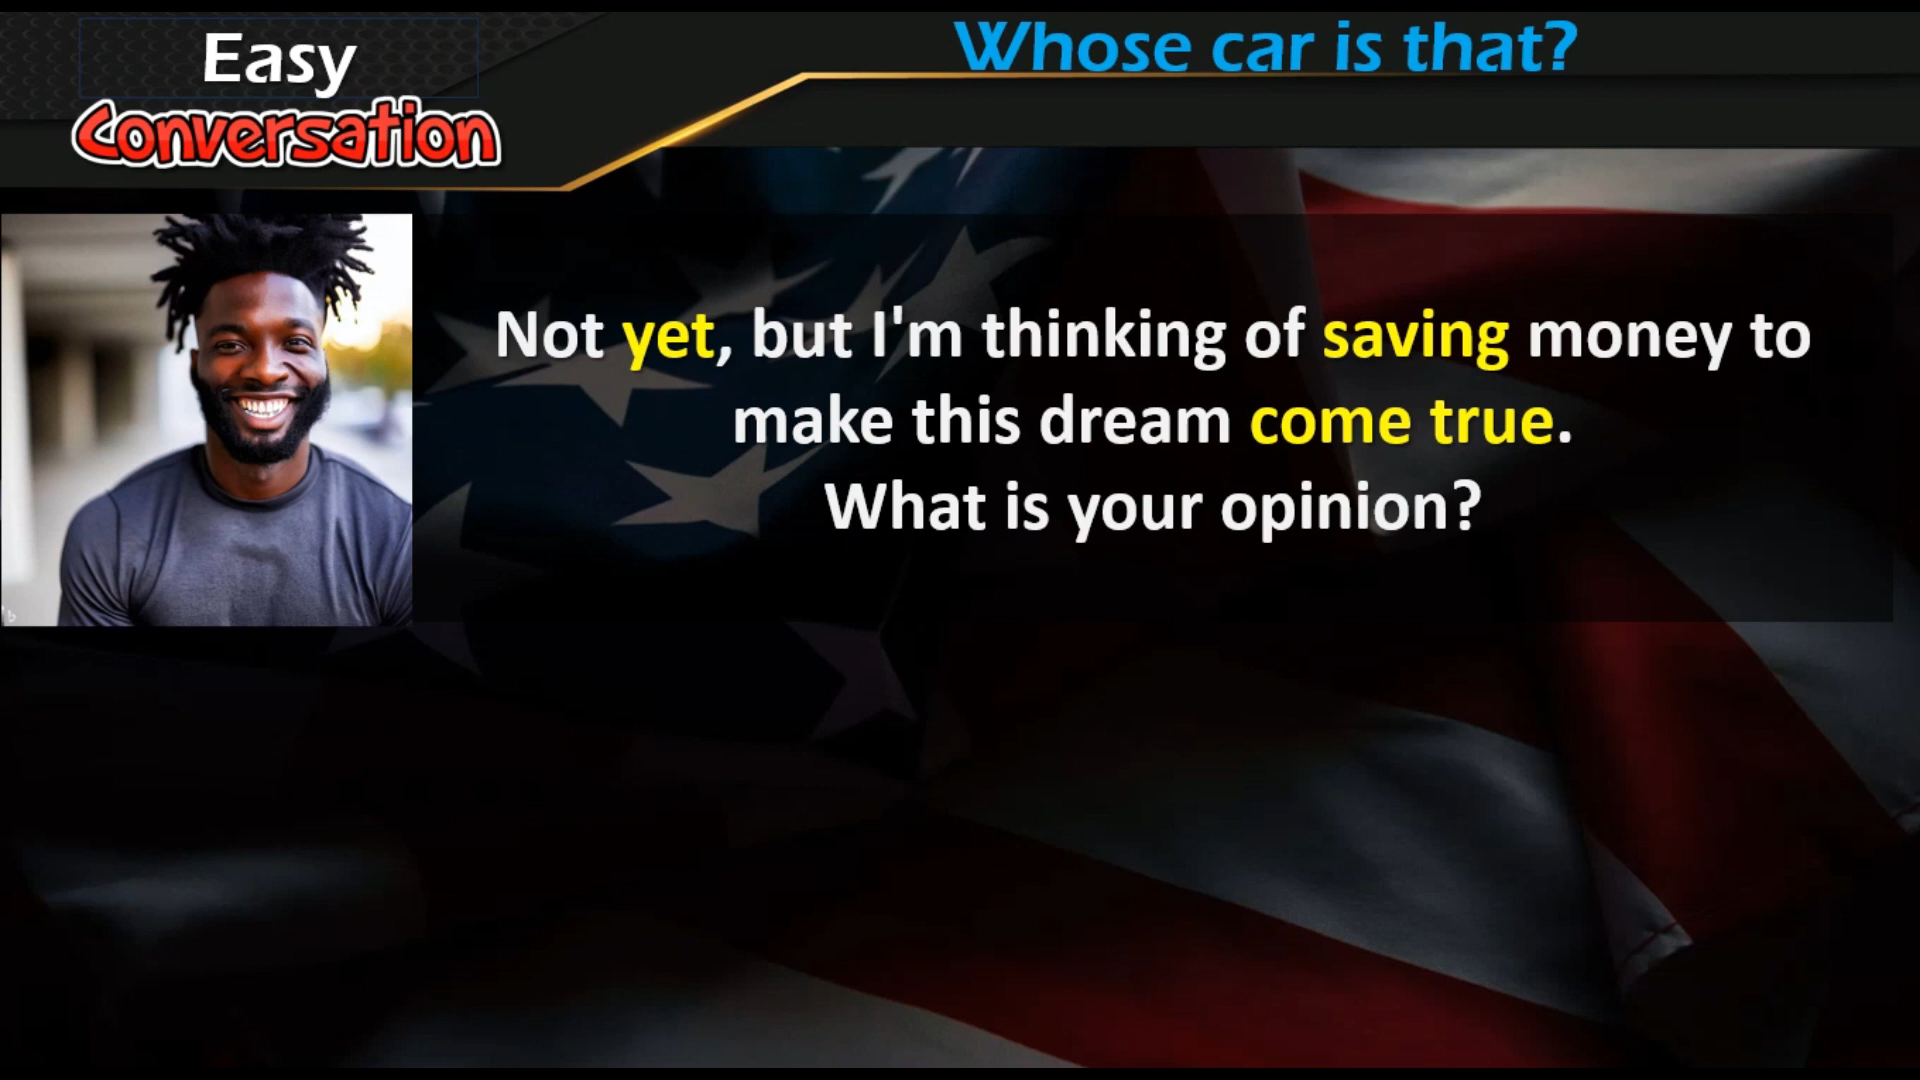 Easy
Conversation
Whose car is that?
Not yet, but I'm thinking of saving money to
make this dream come true.
What is your opinion?